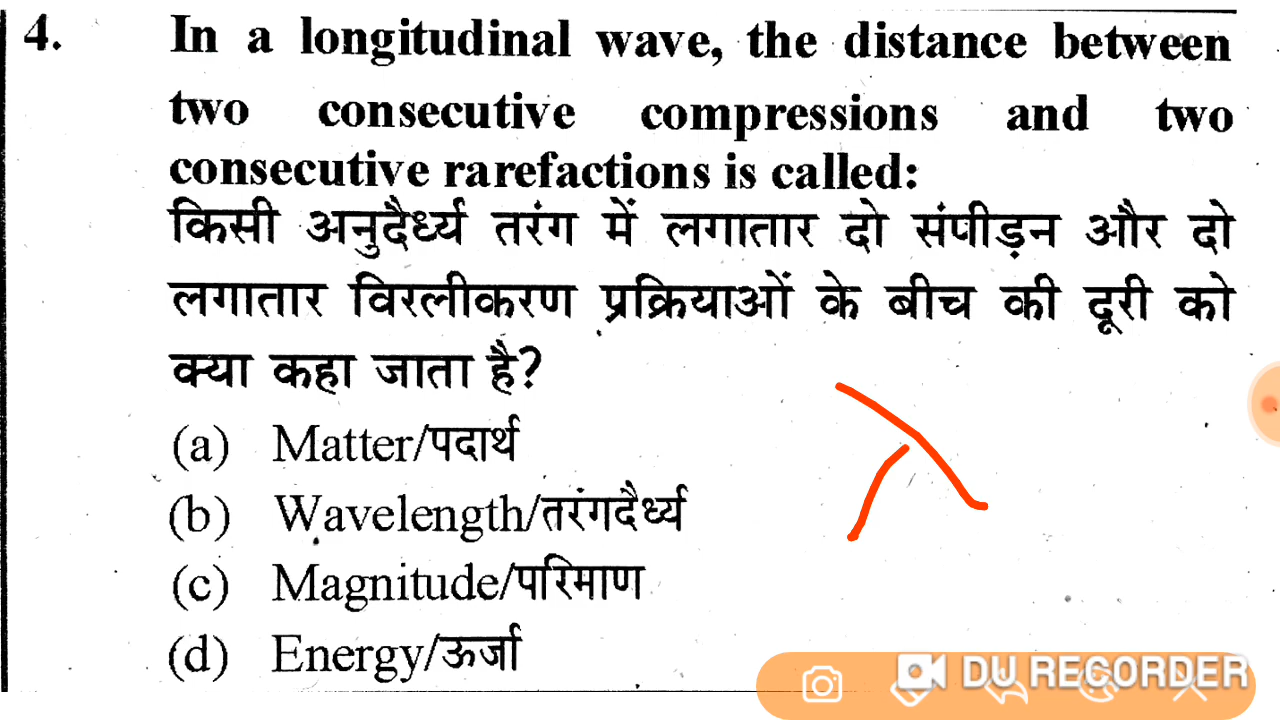 4. In a longitudinal wave, the distance between
two consecutive compressions and two
consecutive rarefactions is called:
किसी अनुदैर्ध्य तरंग में लगातार दो संपीड़न और दो
लगातार विरलीकरण प्रक्रियाओं के बीच की दूरी को
क्या कहा जाता है?
(a) Matter/पदार्थ
(b) Wavelength/तरंगदैर्ध्य
(c) Magnitude/परिमाण
(d) Energy/ऊर्जा
λ
DU RECORDER